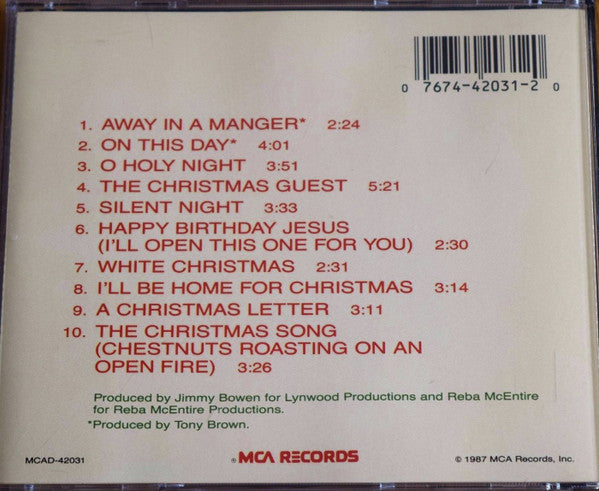 0 7674-42031-2 0
1. AWAY IN A MANGER* 2:24
2. ON THIS DAY* 4:01
3. O HOLY NIGHT 3:51
4. THE CHRISTMAS GUEST 5:21
5. SILENT NIGHT 3:33
6. HAPPY BIRTHDAY JESUS
(I'LL OPEN THIS ONE FOR YOU) 2:30
7. WHITE CHRISTMAS 2:31
8. I'LL BE HOME FOR CHRISTMAS 3:14
9. A CHRISTMAS LETTER 3:11
10. THE CHRISTMAS SONG
(CHESTNUTS ROASTING ON AN
OPEN FIRE) 3:26
Produced by Jimmy Bowen for Lynwood Productions and Reba McEntire
for Reba McEntire Productions.
*Produced by Tony Brown.
MCAD-42031
MCA RECORDS
© 1987 MCA Records, Inc.